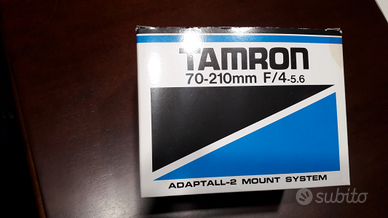 TAMRON
70-210mm F/4-5.6
ADAPTALL-2 MOUNT SYSTEM
subito